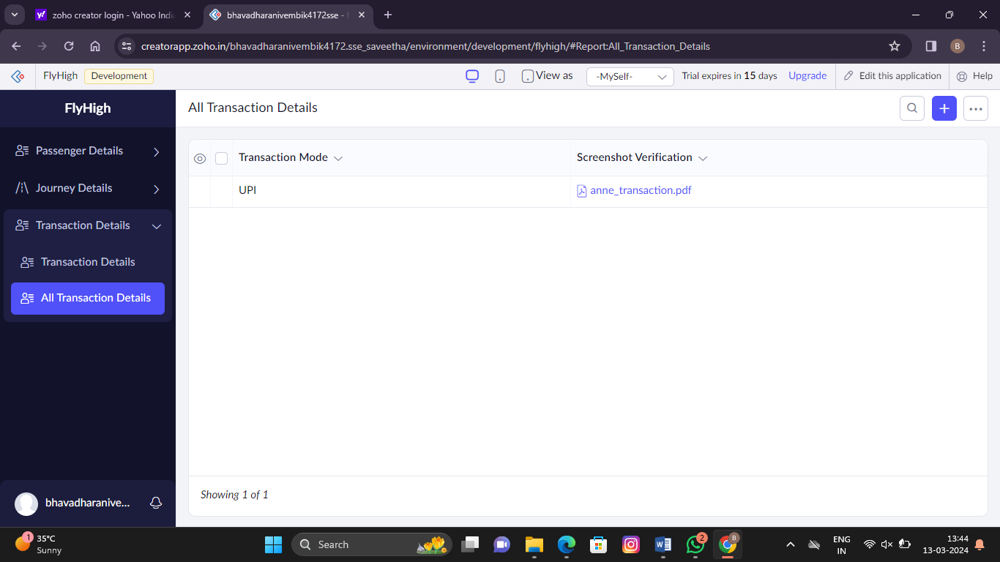 zoho creator login - Yahoo Indi
bhavadharanivembik4172sse -
creatorapp.zoho.in/bhavadharanivembik4172.sse_saveetha/environment/development/flyhigh/#Report:All_Transaction_Details
B
FlyHigh Development View as -MySelf- Trial expires in 15 days Upgrade Edit this application Help
FlyHigh
All Transaction Details
Passenger Details
Journey Details
Transaction Details
Transaction Details
All Transaction Details
Transaction Mode Screenshot Verification
UPI anne_transaction.pdf
Showing 1 of 1
bhavadharanive...
1
35°C
Sunny
Search
2
B
ENG
IN
13:44
13-03-2024